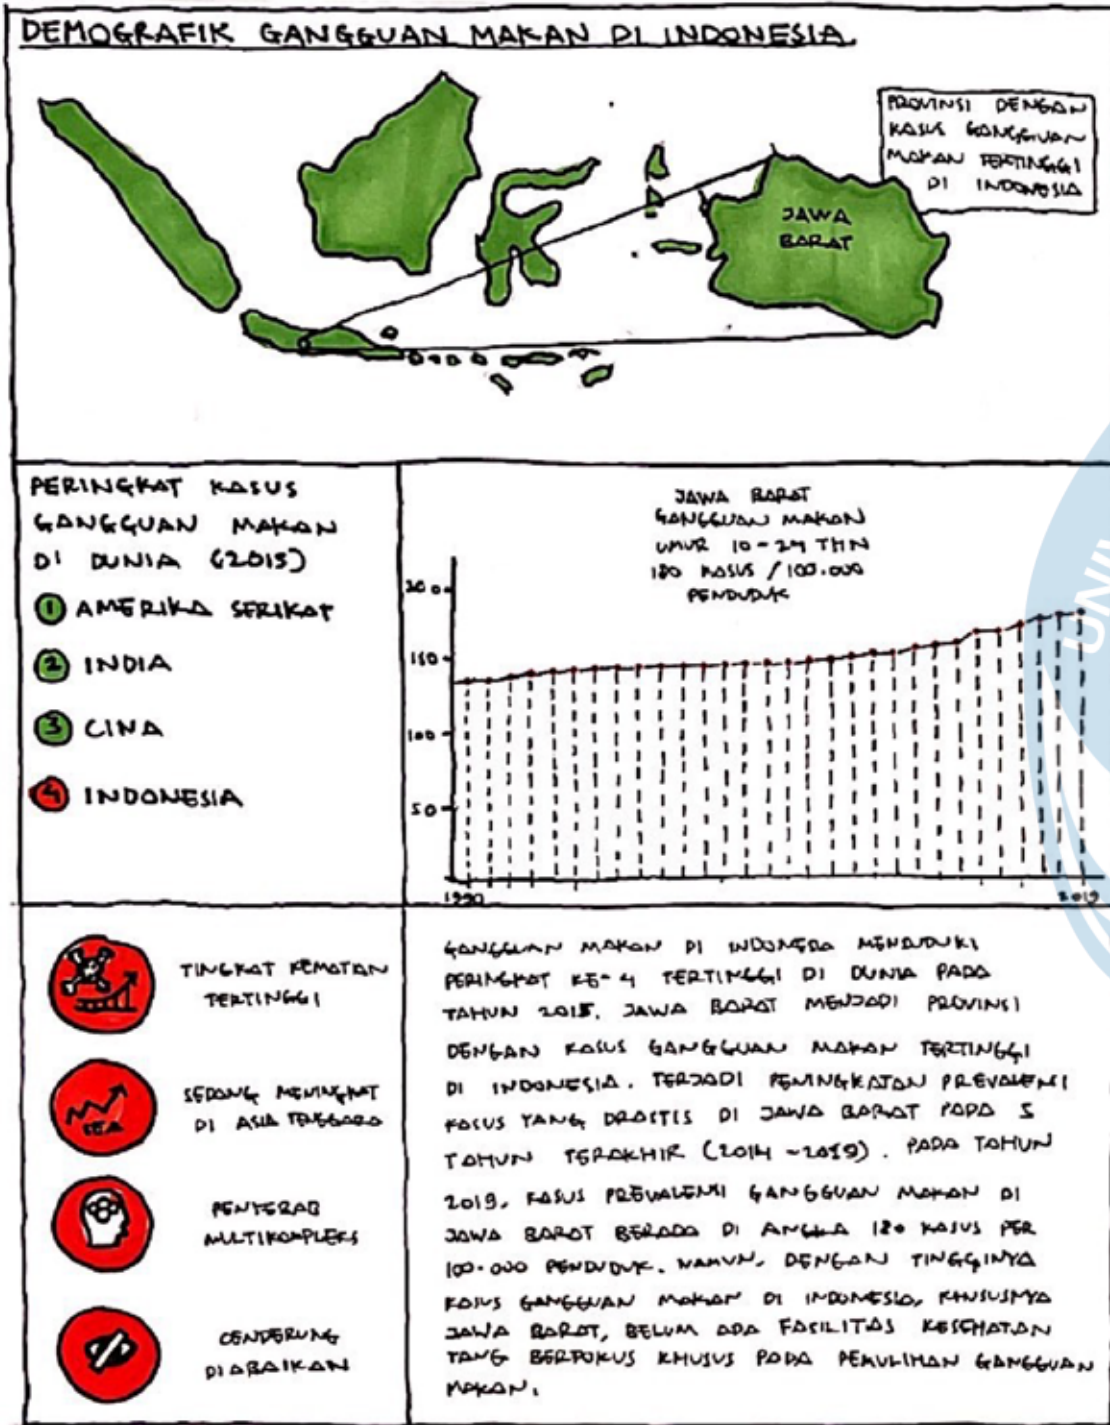 DEMOGRAFIK GANGGUAN MAKAN DI INDONESIA
PROVINSI DENGAN
KASUS GANGGUAN
MAKAN TERTINGGI
DI INDONESIA
JAWA
BARAT
PERINGKAT KASUS
GANGGUAN MAKAN
DI DUNIA (2015)
1 AMERIKA SERIKAT
2 INDIA
3 CINA
4 INDONESIA
JAWA BARAT
GANGGUAN MAKAN
UMUR 10-24 THN
180 KASUS / 100.000
PENDUDUK
200
150
100
50
1990
2019
UNIV
TINGKAT KEMATAN
TERTINGGI
SEDANG MENINGKAT
DI ASIA TENGGARA
SEA
PENYEBAB
MULTIKOMPLEKS
CENDERUNG
DIABAIKAN
GANGGUAN MAKAN DI INDONESIA MENDUDUKI
PERINGKAT KE-4 TERTINGGI DI DUNIA PADA
TAHUN 2015. JAWA BARAT MENJADI PROVINSI
DENGAN KASUS GANGGUAN MAKAN TERTINGGI
DI INDONESIA. TERJADI PENINGKATAN PREVALENSI
KASUS YANG DRASTIS DI JAWA BARAT PADA 5
TAHUN TERAKHIR (2014-2019). PADA TAHUN
2019, KASUS PREVALENSI GANGGUAN MAKAN DI
JAWA BARAT BERADA DI ANGKA 180 KASUS PER
100.000 PENDUDUK. NAMUN, DENGAN TINGGINYA
KASUS GANGGUAN MAKAN DI INDONESIA, KHUSUSNYA
JAWA BARAT, BELUM ADA FASILITAS KESEHATAN
YANG BERFOKUS KHUSUS PADA PEMULIHAN GANGGUAN
MAKAN.